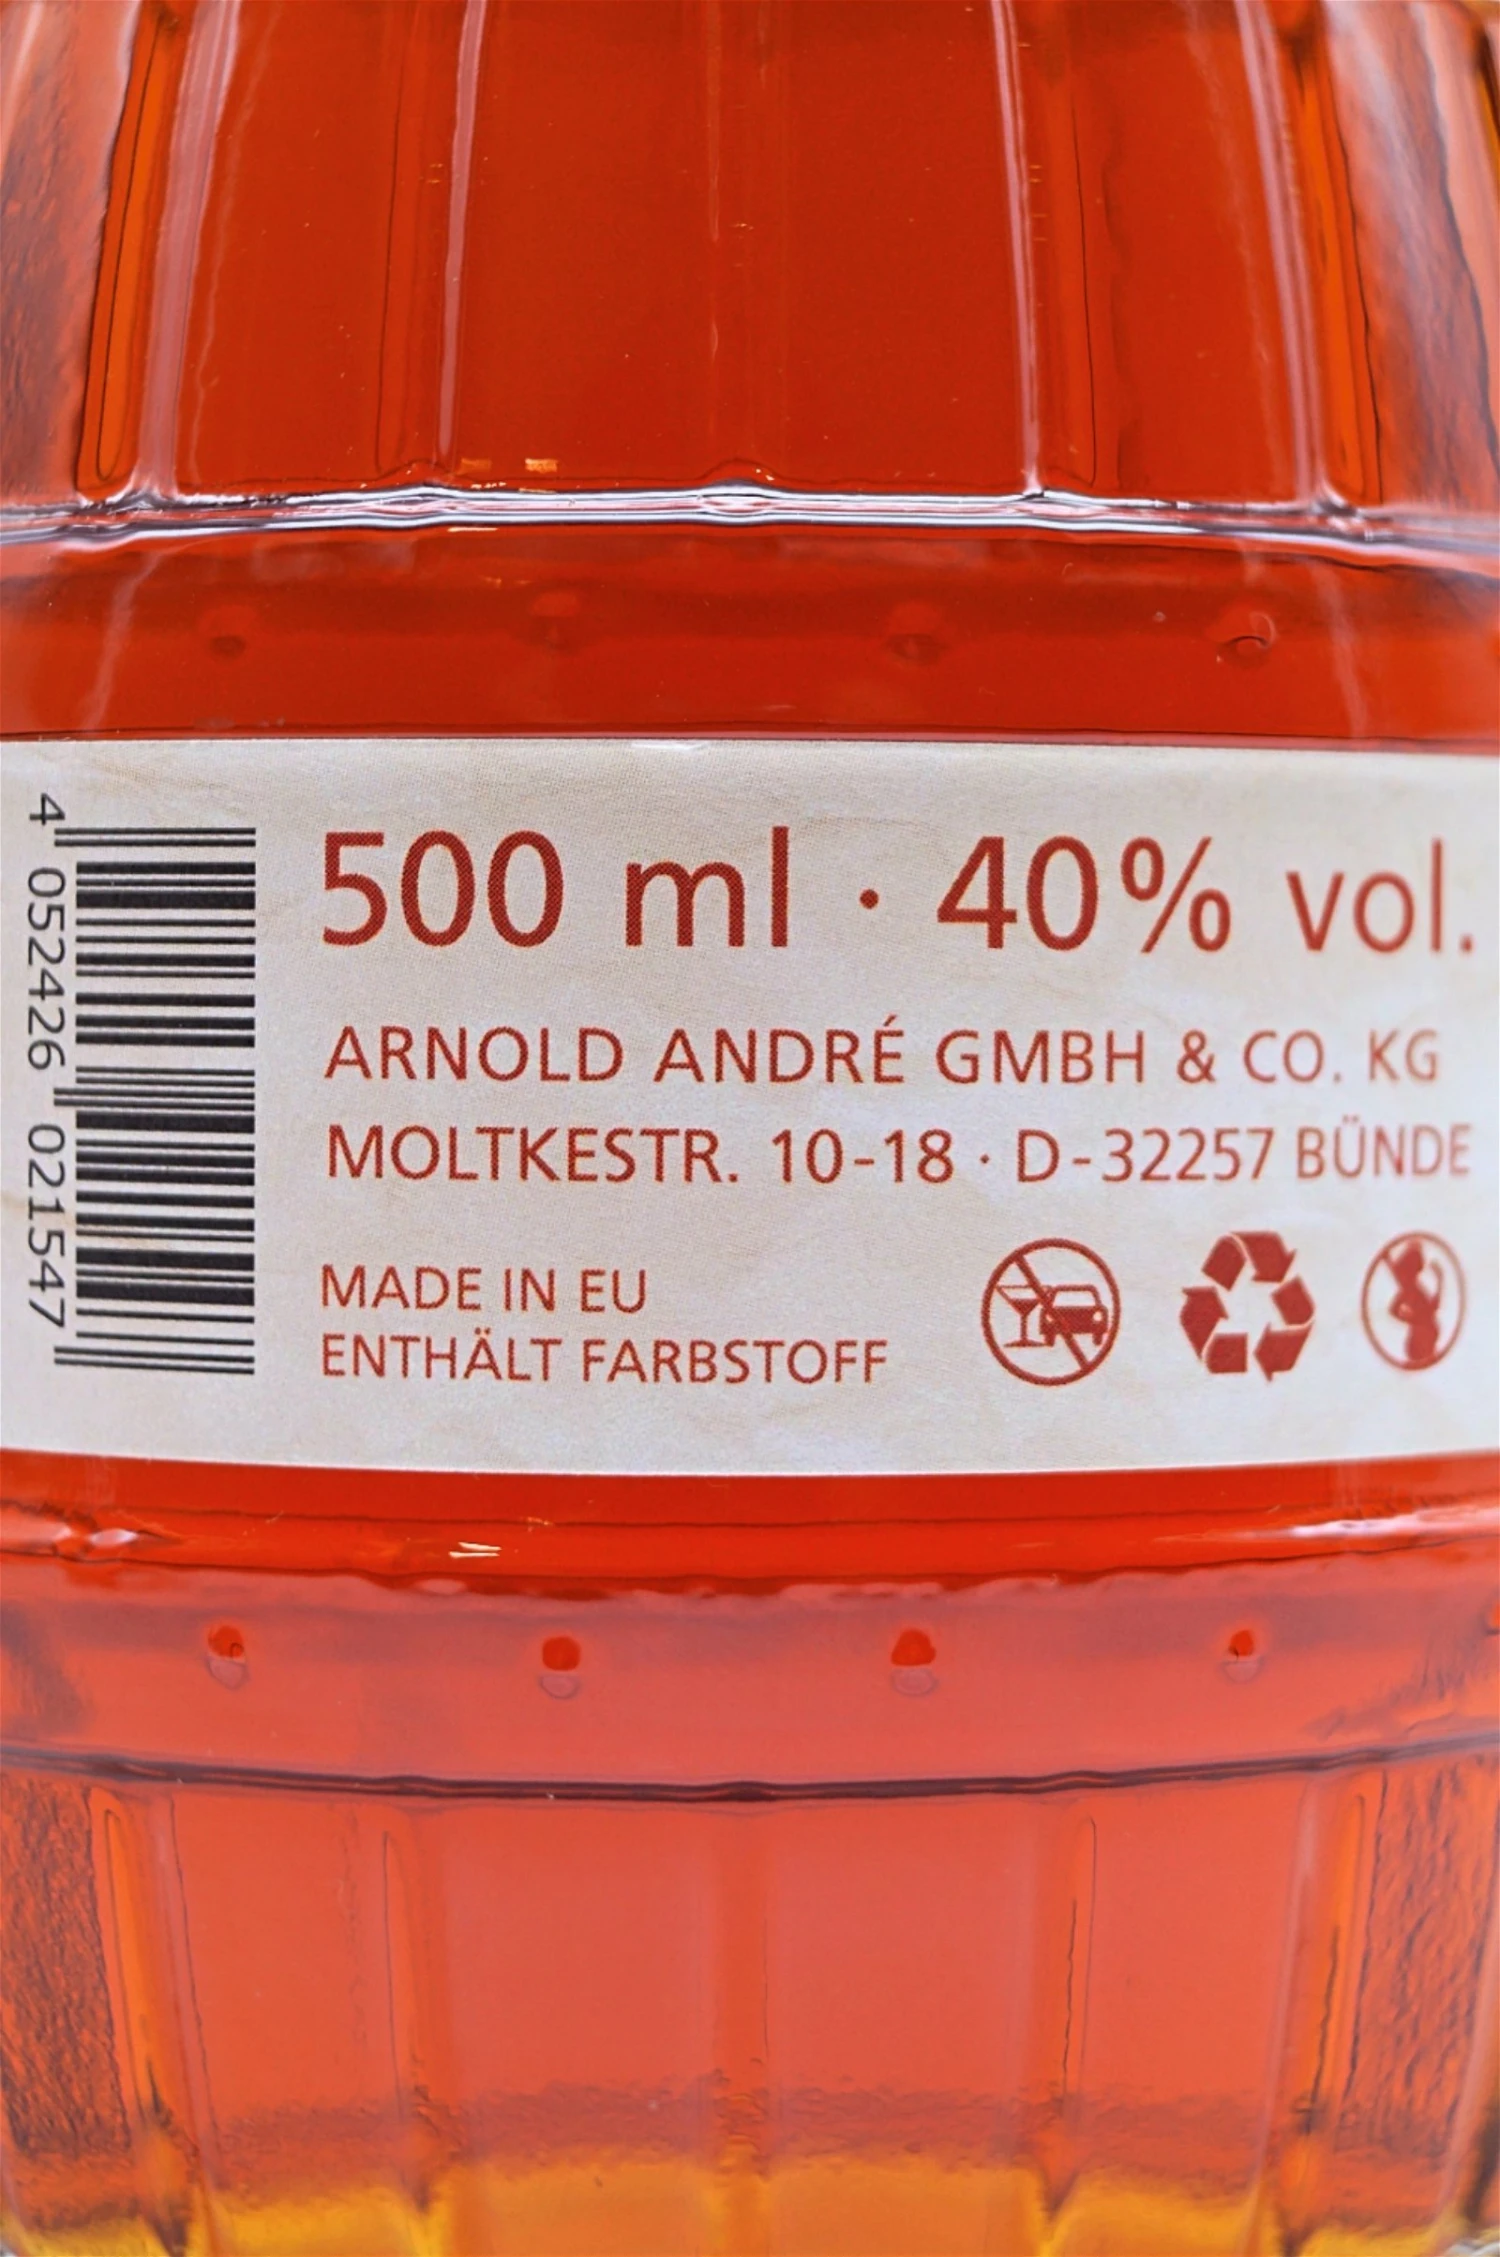 4 052426 021547
500 ml · 40% vol.
ARNOLD ANDRÉ GMBH & CO. KG
MOLTKESTR. 10-18 · D-32257 BÜNDE
MADE IN EU
ENTHÄLT FARBSTOFF